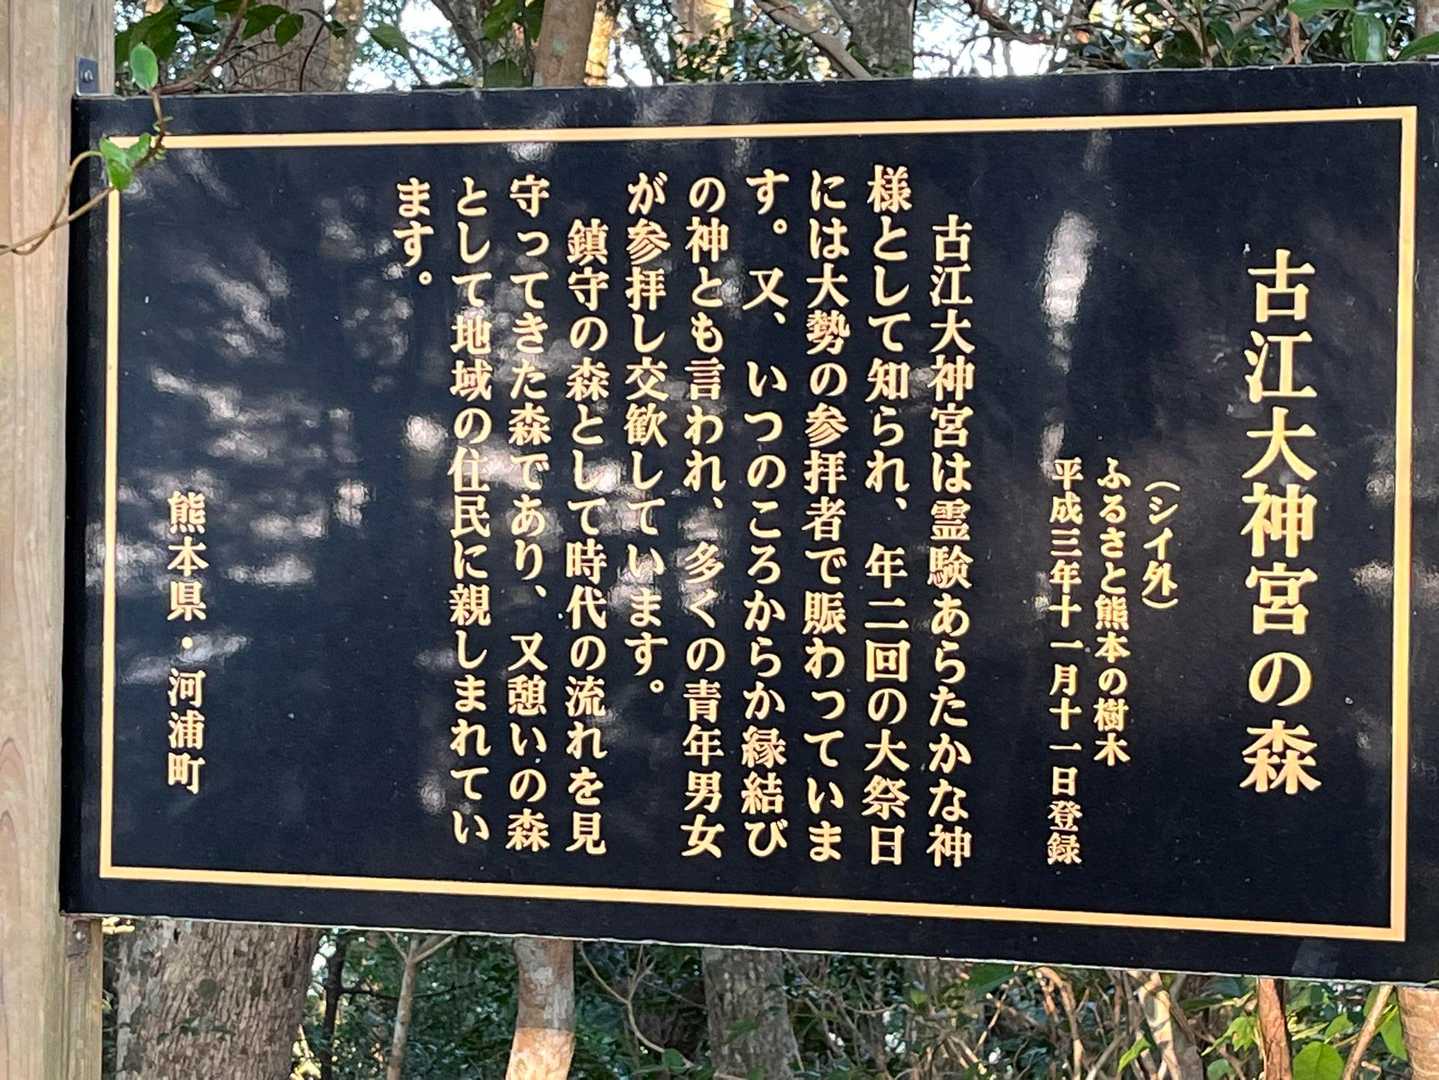 古江大神宮の森
（シイ外）
ふるさと熊本の樹木
平成三年十一月十一日登録
古江大神宮は霊験あらたかな神
様として知られ、年二回の大祭日
には大勢の参拝者で賑わっていま
す。又、いつのころからか縁結び
の神とも言われ、多くの青年男女
が参拝し交歓しています。
鎮守の森として時代の流れを見
守ってきた森であり、又憩いの森
として地域の住民に親しまれてい
ます。
熊本県・河浦町